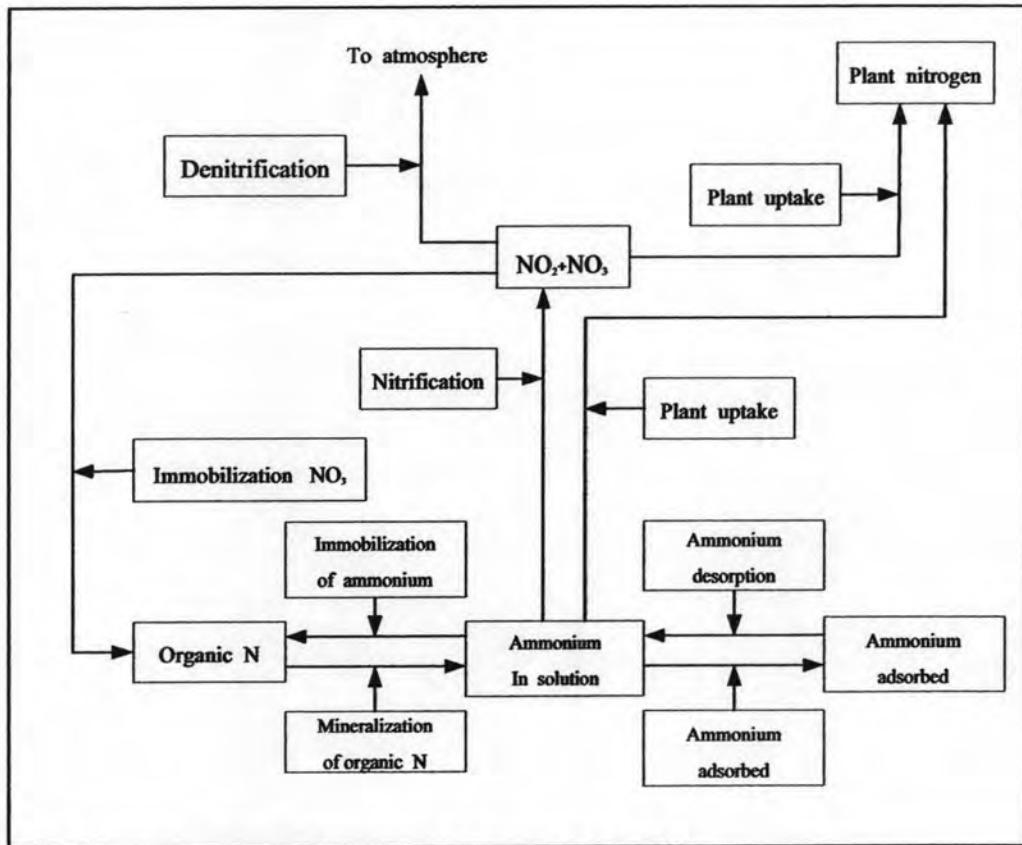 To atmosphere
Plant nitrogen
Denitrification
Plant uptake
NO₂+NO₃
Nitrification
Plant uptake
Immobilization NO₃
Immobilization
of ammonium
Ammonium
desorption
Organic N
Ammonium
In solution
Ammonium
adsorbed
Mineralization
of organic N
Ammonium
adsorbed